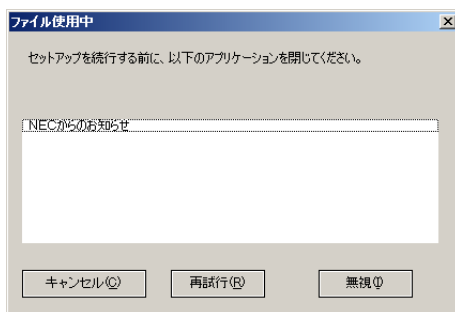 ファイル使用中
セットアップを続行する前に、以下のアプリケーションを閉じてください。
NECからのお知らせ
キャンセル(C)
再試行(R)
無視(I)